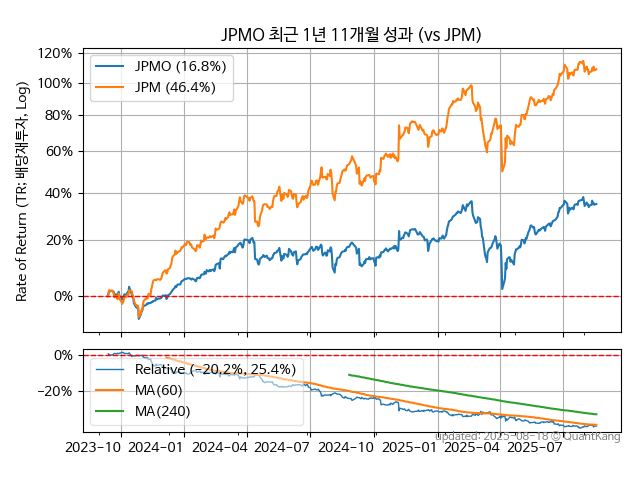 JPMO 최근 1년 11개월 성과 (vs JPM)
Rate of Return (TR; 배당재투자, Log)
120%
100%
80%
60%
40%
20%
0%
JPMO (16.8%)
JPM (46.4%)
0%
−20%
Relative (−20.2%, 25.4%)
MA(60)
MA(240)
2023-10 2024-01 2024-04 2024-07 2024-10 2025-01 2025-04 2025-07
updated: 2025-08-18 © QuantKang